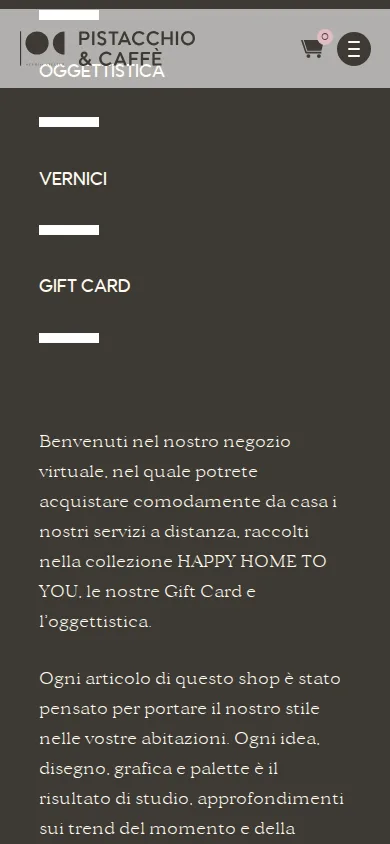 PISTACCHIO
& CAFFÈ
0
OGGETTISTICA
VERNICI
GIFT CARD
Benvenuti nel nostro negozio
virtuale, nel quale potrete
acquistare comodamente da casa i
nostri servizi a distanza, raccolti
nella collezione HAPPY HOME TO
YOU, le nostre Gift Card e
l'oggettistica.
Ogni articolo di questo shop è stato
pensato per portare il nostro stile
nelle vostre abitazioni. Ogni idea,
disegno, grafica e palette è il
risultato di studio, approfondimenti
sui trend del momento e della